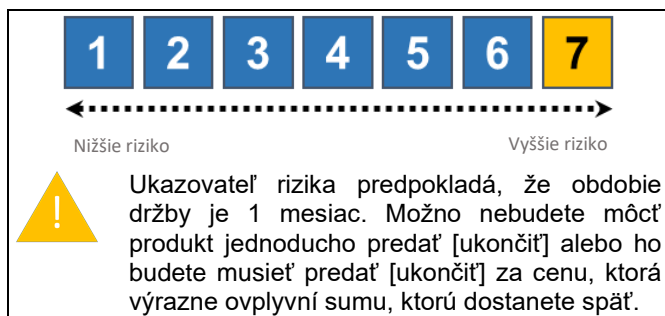 1 2 3 4 5 6 7
Nižšie riziko Vyššie riziko
!
Ukazovateľ rizika predpokladá, že obdobie
držby je 1 mesiac. Možno nebudete môcť
produkt jednoducho predať [ukončiť] alebo ho
budete musieť predať [ukončiť] za cenu, ktorá
výrazne ovplyvní sumu, ktorú dostanete späť.